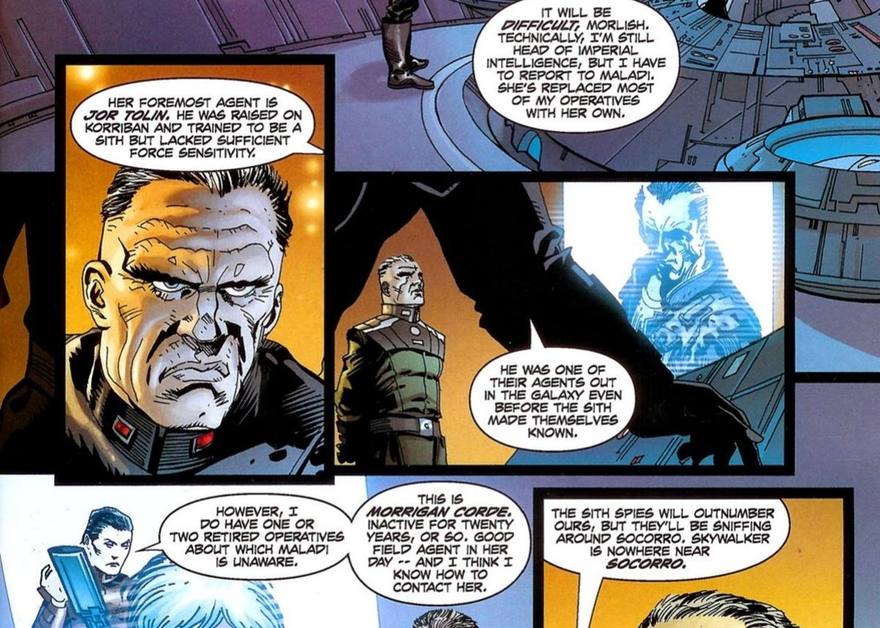 IT WILL BE
DIFFICULT, MORLISH.
TECHNICALLY, I'M STILL
HEAD OF IMPERIAL
INTELLIGENCE, BUT I HAVE
TO REPORT TO MALADI.
SHE'S REPLACED MOST
OF MY OPERATIVES
WITH HER OWN.
HER FOREMOST AGENT IS
JOR TOLIN. HE WAS RAISED ON
KORRIBAN AND TRAINED TO BE A
SITH BUT LACKED SUFFICIENT
FORCE SENSITIVITY.
HE WAS ONE OF
THEIR AGENTS OUT
IN THE GALAXY EVEN
BEFORE THE SITH
MADE THEMSELVES
KNOWN.
HOWEVER, I
DO HAVE ONE OR
TWO RETIRED OPERATIVES
ABOUT WHICH MALADI
IS UNAWARE.
THIS IS
MORRIGAN CORDE.
INACTIVE FOR TWENTY
YEARS, OR SO. GOOD
FIELD AGENT IN HER
DAY -- AND I THINK I
KNOW HOW TO
CONTACT HER.
THE SITH SPIES WILL OUTNUMBER
OURS, BUT THEY'LL BE SNIFFING
AROUND SOCORRO. SKYWALKER
IS NOWHERE NEAR
SOCORRO.